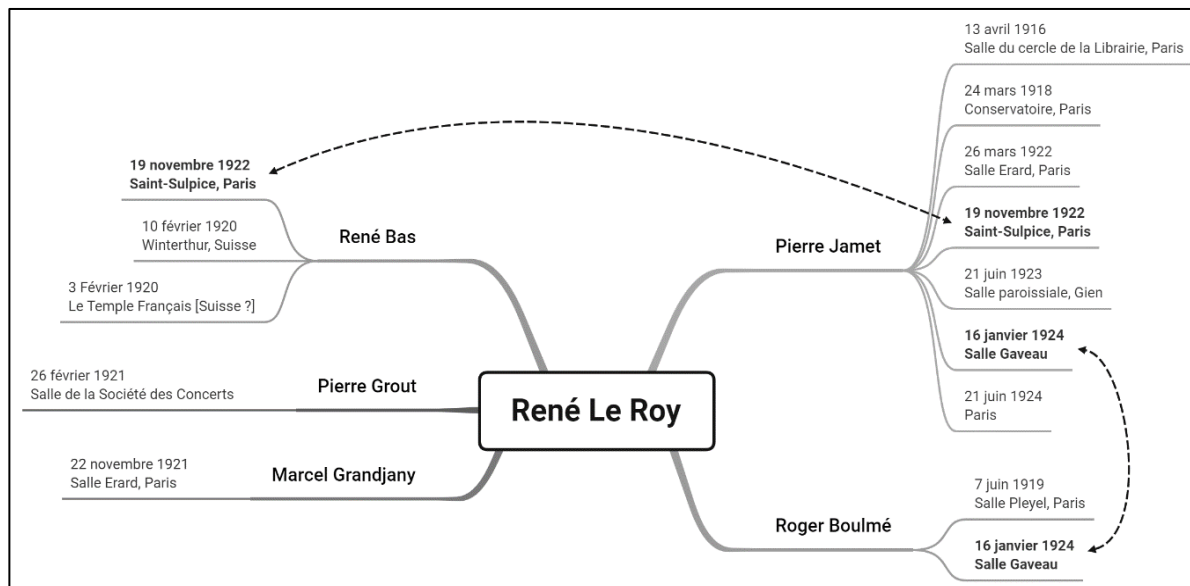 René Le Roy
René Bas
19 novembre 1922
Saint-Sulpice, Paris
10 février 1920
Winterthur, Suisse
3 Février 1920
Le Temple Français [Suisse ?]
Pierre Grout
26 février 1921
Salle de la Société des Concerts
Marcel Grandjany
22 novembre 1921
Salle Erard, Paris
Pierre Jamet
13 avril 1916
Salle du cercle de la Librairie, Paris
24 mars 1918
Conservatoire, Paris
26 mars 1922
Salle Erard, Paris
19 novembre 1922
Saint-Sulpice, Paris
21 juin 1923
Salle paroissiale, Gien
16 janvier 1924
Salle Gaveau
21 juin 1924
Paris
Roger Boulmé
7 juin 1919
Salle Pleyel, Paris
16 janvier 1924
Salle Gaveau